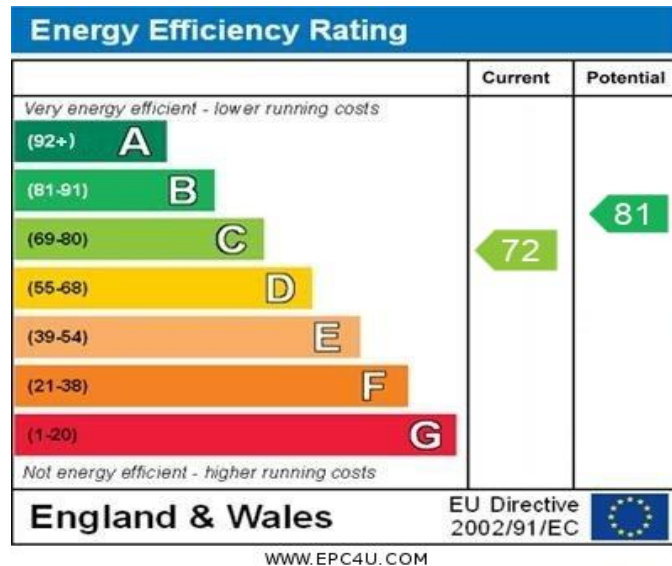 Energy Efficiency Rating
Current Potential
Very energy efficient - lower running costs
(92+) A
(81-91) B
(69-80) C
(55-68) D
(39-54) E
(21-38) F
(1-20) G
72
81
Not energy efficient - higher running costs
England & Wales
EU Directive
2002/91/EC
WWW.EPC4U.COM